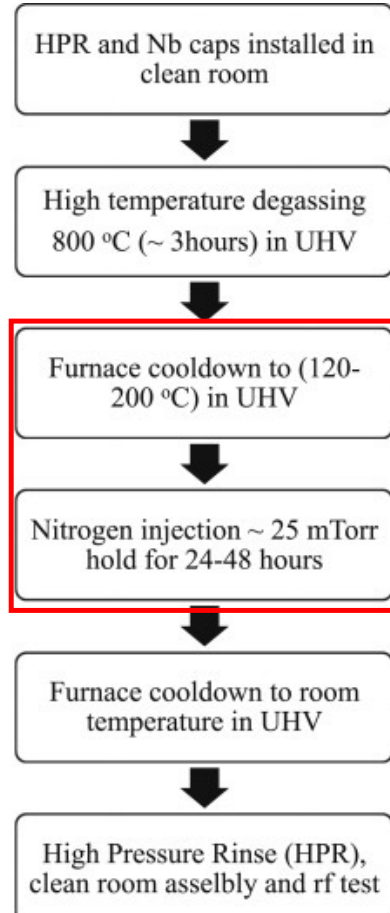 HPR and Nb caps installed in
clean room
High temperature degassing
800 °C (~ 3hours) in UHV
Furnace cooldown to (120-
200 °C) in UHV
Nitrogen injection ~ 25 mTorr
hold for 24-48 hours
Furnace cooldown to room
temperature in UHV
High Pressure Rinse (HPR),
clean room asselbly and rf test